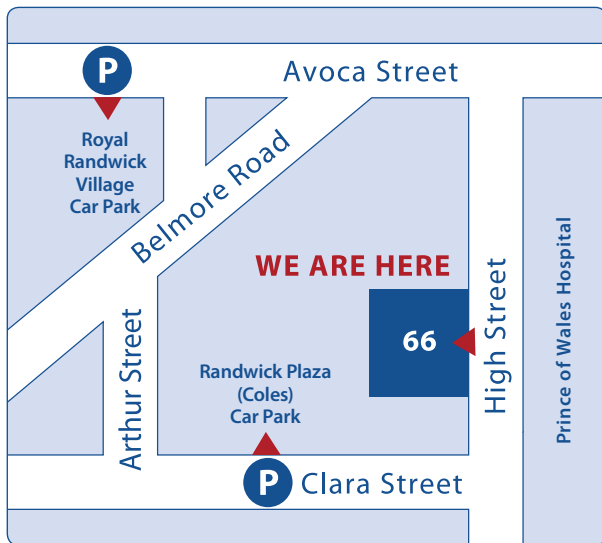 P
Avoca Street
Royal
Randwick
Village
Car Park
Belmore Road
WE ARE HERE
66
High Street
Prince of Wales Hospital
Arthur Street
Randwick Plaza
(Coles)
Car Park
P
Clara Street